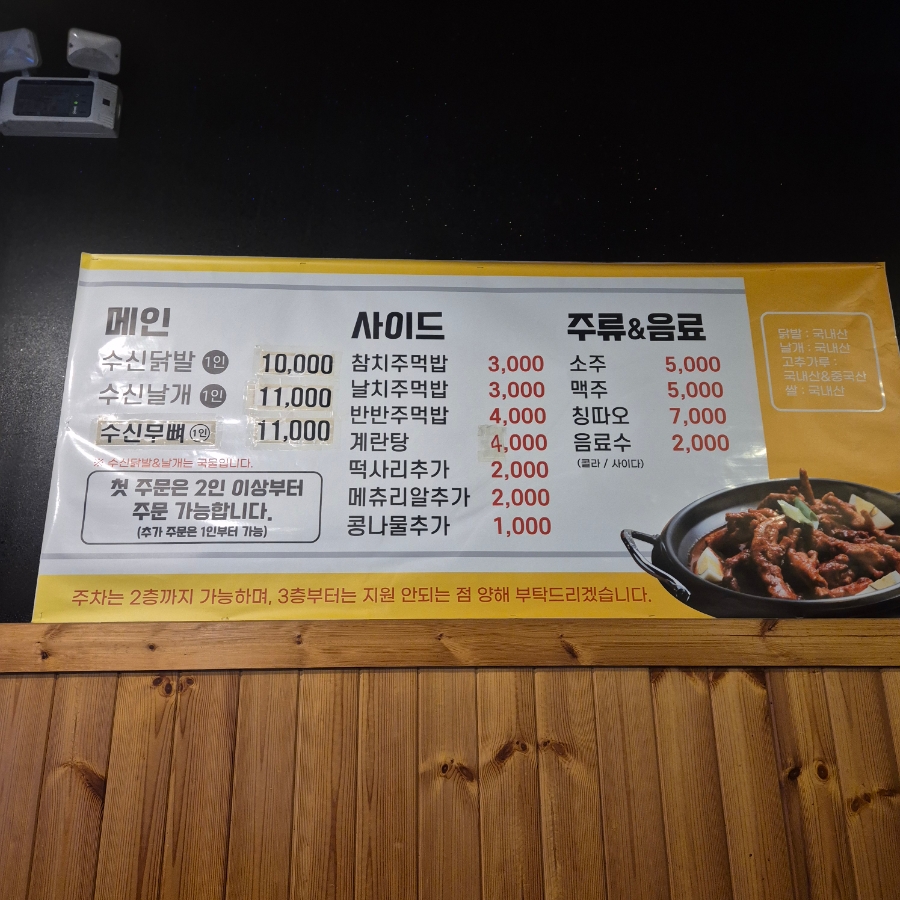 메인
수신닭발 1인 10,000
수신날개 1인 11,000
수신무뼈 1인 11,000
※ 수신닭발&날개는 국물입니다.
첫 주문은 2인 이상부터
주문 가능합니다.
(추가 주문은 1인부터 가능)
사이드
참치주먹밥 3,000
날치주먹밥 3,000
반반주먹밥 4,000
계란탕 4,000
떡사리추가 2,000
메츄리알추가 2,000
콩나물추가 1,000
주류&음료
소주 5,000
맥주 5,000
칭따오 7,000
음료수 2,000
(콜라 / 사이다)
닭발 : 국내산
날개 : 국내산
고추가루 :
국내산&중국산
쌀 : 국내산
주차는 2층까지 가능하며, 3층부터는 지원 안되는 점 양해 부탁드리겠습니다.